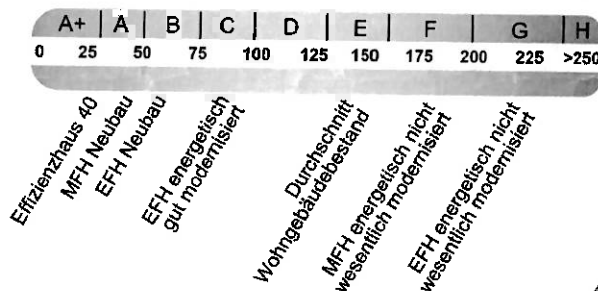 A+ A B C D E F G H
0 25 50 75 100 125 150 175 200 225 >250
Effizienzhaus 40
MFH Neubau
EFH Neubau
EFH energetisch
gut modernisiert
Durchschnitt
Wohngebäudebestand
MFH energetisch nicht
wesentlich modernisiert
EFH energetisch nicht
wesentlich modernisiert